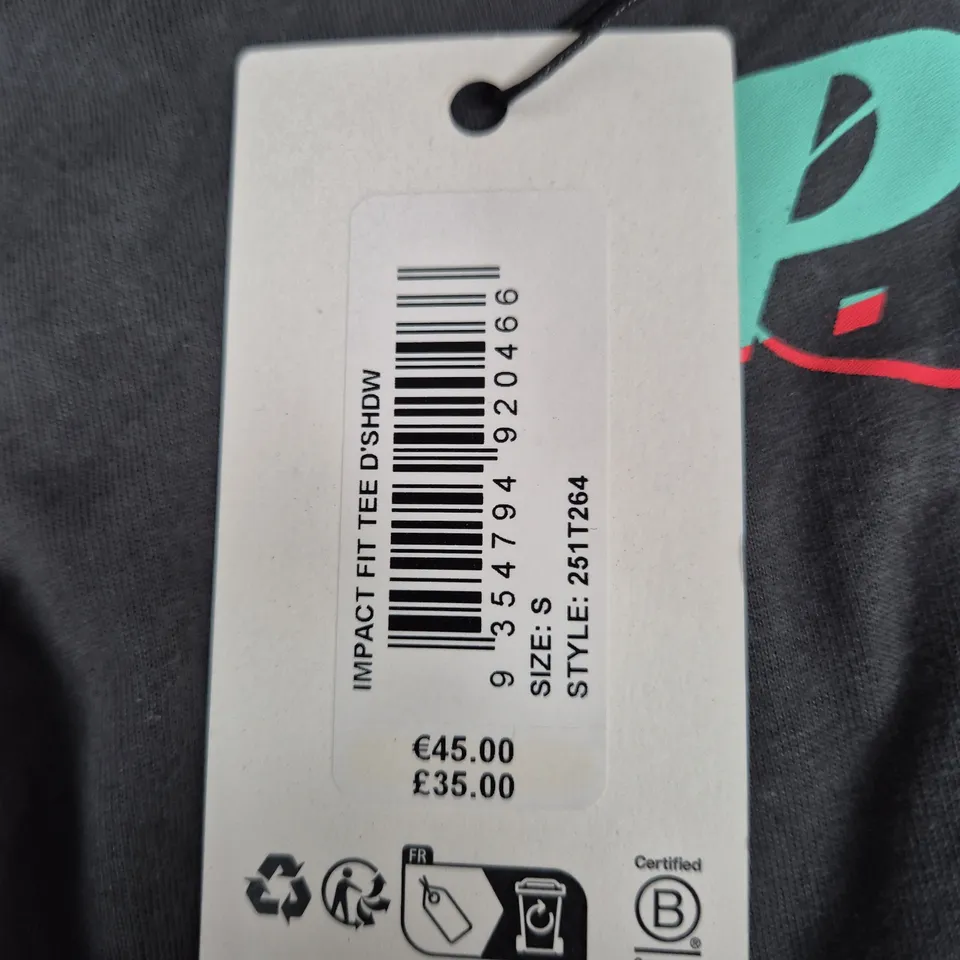 IMPACT FIT TEE D'SHDW
9 354794 920466
SIZE: S
STYLE: 251T264
€45.00
£35.00
FR
Certified
B
®